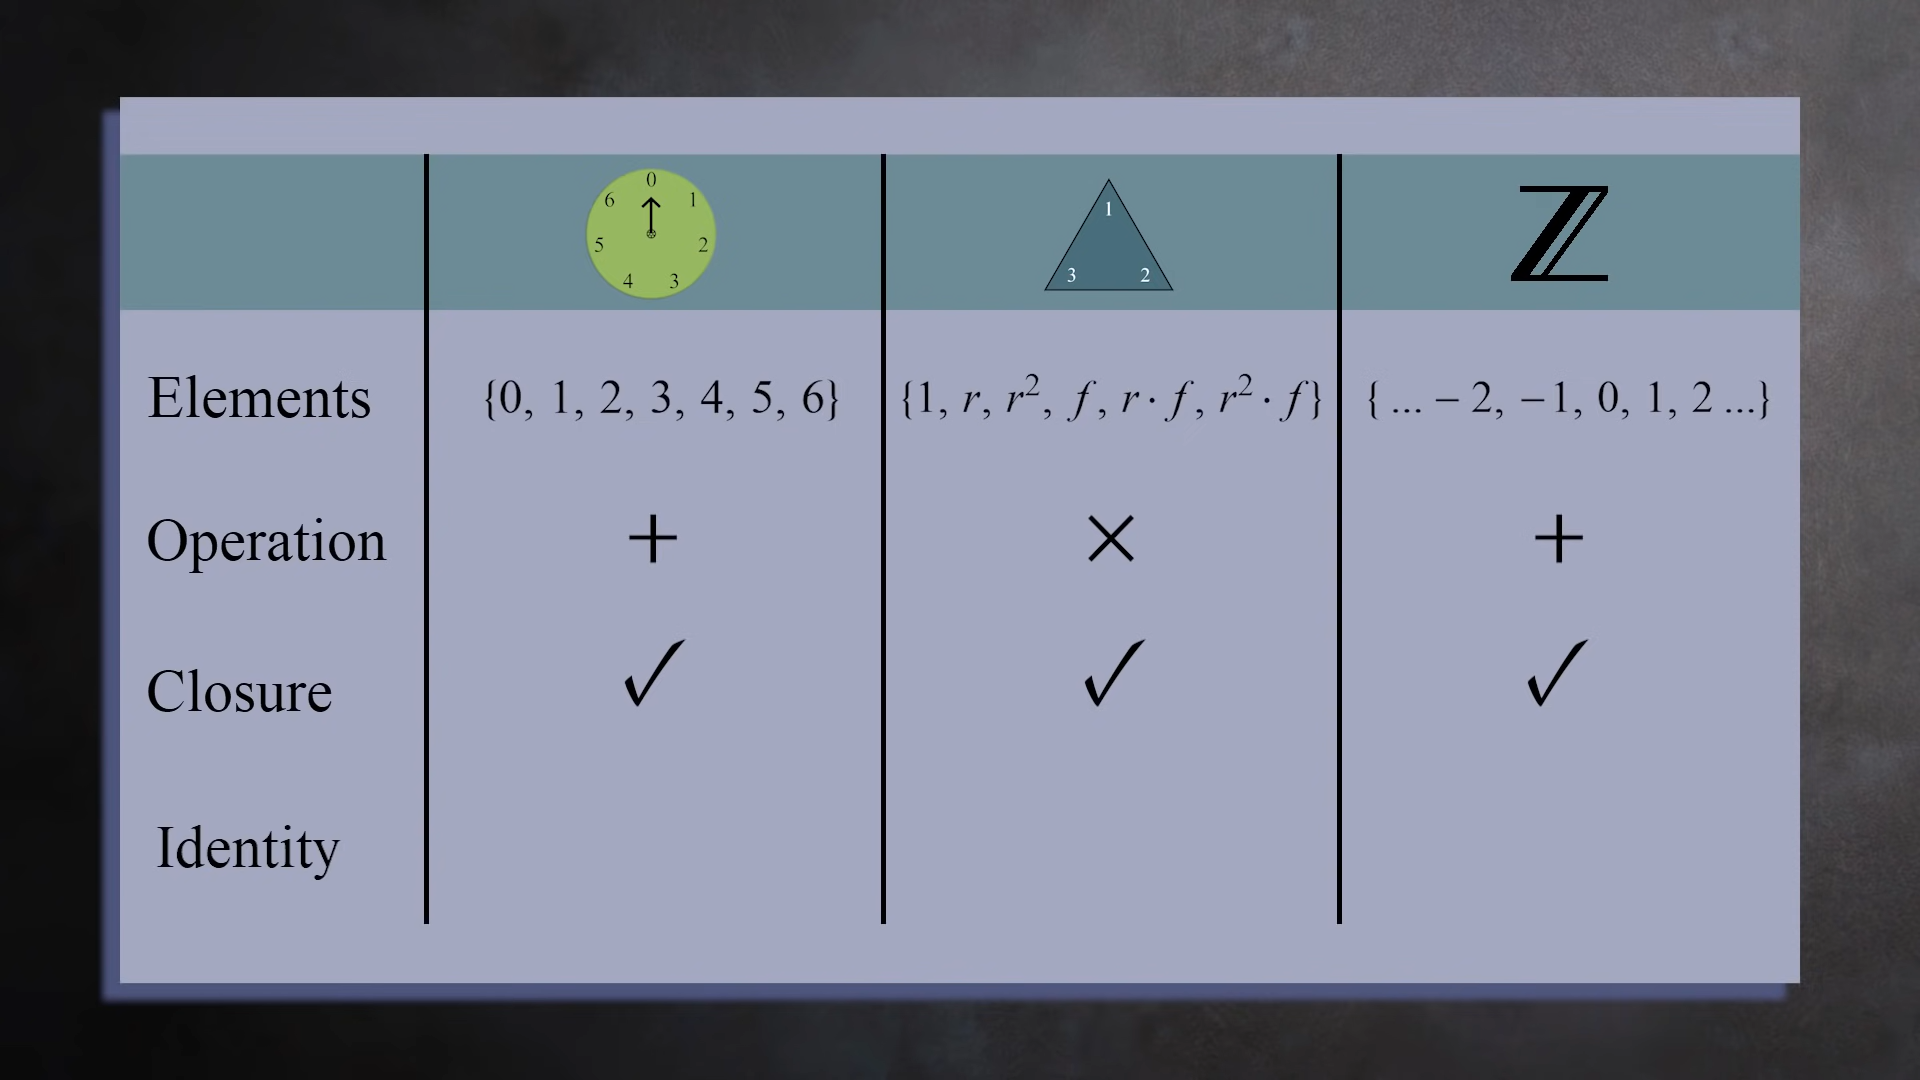 0
6 1
5 2
4 3
1
3 2
ℤ
Elements {0, 1, 2, 3, 4, 5, 6} {1, r, r², f, r · f, r² · f} { ... − 2, −1, 0, 1, 2 ...}
Operation + × +
Closure ✓ ✓ ✓
Identity